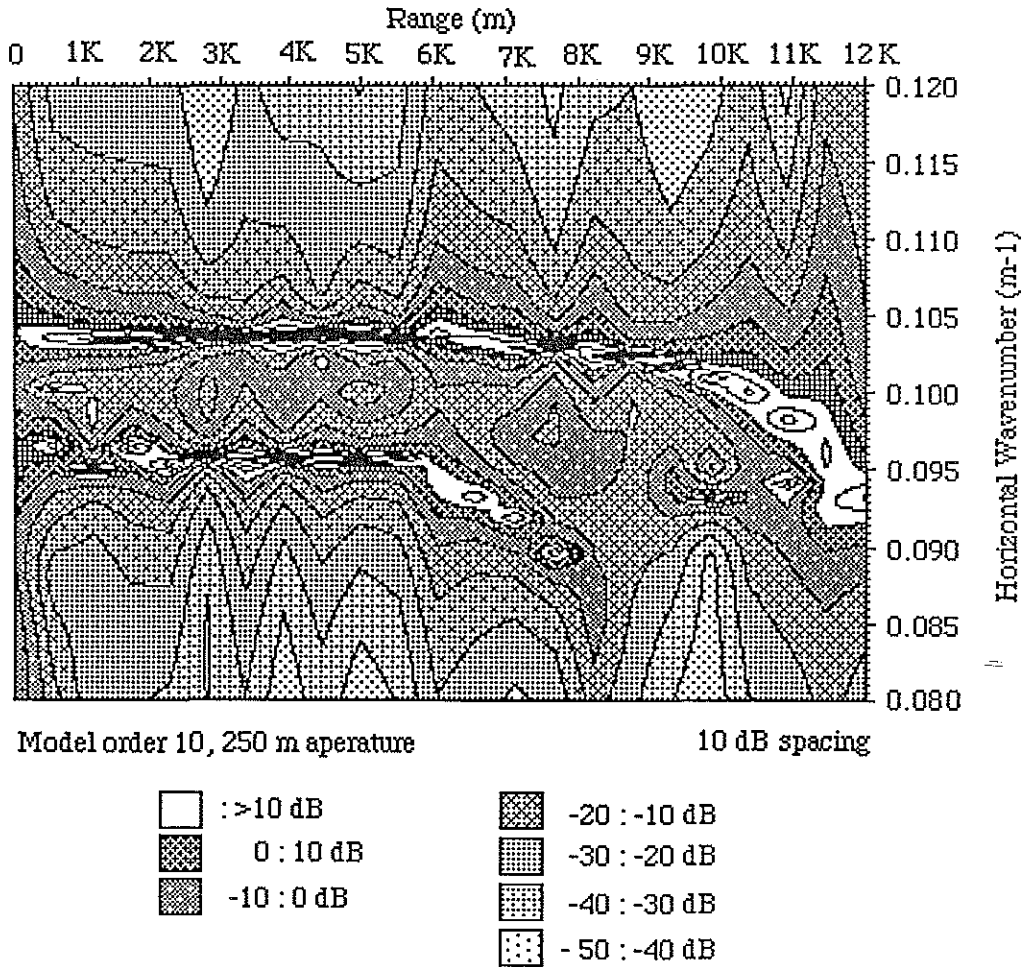 Range (m)
0 1K 2K 3K 4K 5K 6K 7K 8K 9K 10K 11K 12K
0.120
0.115
0.110
0.105
0.100
0.095
0.090
0.085
0.080
Horizontal Wavenumber (m-1)
Model order 10, 250 m aperature
10 dB spacing
: >10 dB
0 : 10 dB
-10 : 0 dB
-20 : -10 dB
-30 : -20 dB
-40 : -30 dB
- 50 : -40 dB